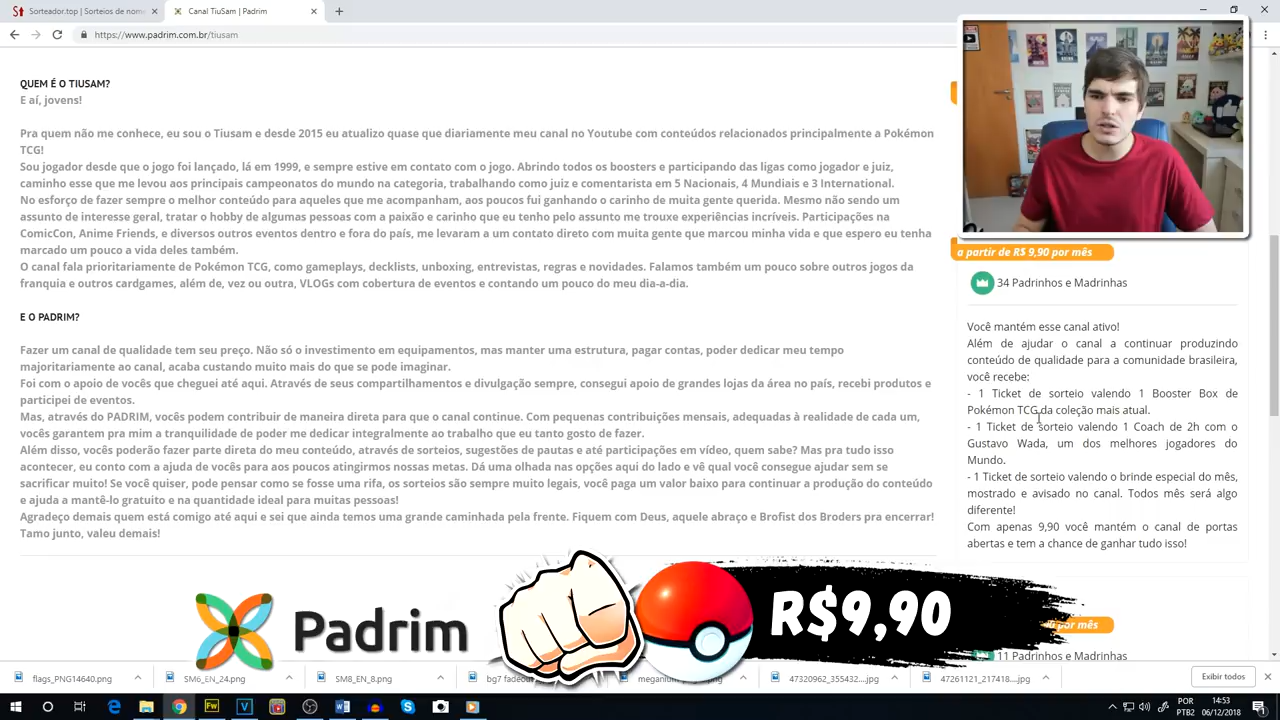 Sorteador.top | Sorteios de nome
Canal TiuSam | Padrim
https://www.padrim.com.br/tiusam
QUEM É O TIUSAM?
E aí, jovens!
Pra quem não me conhece, eu sou o Tiusam e desde 2015 eu atualizo quase que diariamente meu canal no Youtube com conteúdos relacionados principalmente a Pokémon
TCG!
Sou jogador desde que o jogo foi lançado, lá em 1999, e sempre estive em contato com o jogo. Abrindo todos os boosters e participando das ligas como jogador e juiz,
caminho esse que me levou aos principais campeonatos do mundo na categoria, trabalhando como juiz e comentarista em 5 Nacionais, 4 Mundiais e 3 International.
No esforço de fazer sempre o melhor conteúdo para aqueles que me acompanham, aos poucos fui ganhando o carinho de muita gente querida. Mesmo não sendo um
assunto de interesse geral, tratar o hobby de algumas pessoas com a paixão e carinho que eu tenho pelo assunto me trouxe experiências incríveis. Participações na
ComicCon, Anime Friends, e diversos outros eventos dentro e fora do país, me levaram a um contato direto com muita gente que marcou minha vida e que espero eu tenha
marcado um pouco a vida deles também.
O canal fala prioritariamente de Pokémon TCG, como gameplays, decklists, unboxing, entrevistas, regras e novidades. Falamos também um pouco sobre outros jogos da
franquia e outros cardgames, além de, vez ou outra, VLOGs com cobertura de eventos e contando um pouco do meu dia-a-dia.
E O PADRIM?
Fazer um canal de qualidade tem seu preço. Não só o investimento em equipamentos, mas manter uma estrutura, pagar contas, poder dedicar meu tempo
majoritariamente ao canal, acaba custando muito mais do que se pode imaginar.
Foi com o apoio de vocês que cheguei até aqui. Através de seus compartilhamentos e divulgação sempre, consegui apoio de grandes lojas da área no país, recebi produtos e
participei de eventos.
Mas, através do PADRIM, vocês podem contribuir de maneira direta para que o canal continue. Com pequenas contribuições mensais, adequadas à realidade de cada um,
vocês garantem pra mim a tranquilidade de poder me dedicar integralmente ao trabalho que eu tanto gosto de fazer.
Além disso, vocês poderão fazer parte direta do meu conteúdo, através de sorteios, sugestões de pautas e até participações em vídeo, quem sabe? Mas pra tudo isso
acontecer, eu conto com a ajuda de vocês para aos poucos atingirmos nossas metas. Dá uma olhada nas opções aqui do lado e vê qual você consegue ajudar sem se
sacrificar muito! Se você quiser, pode pensar como se fosse uma rifa, os sorteios são sempre muito legais, você paga um valor baixo para continuar a produção do conteúdo
e ajuda a mantê-lo gratuito e na quantidade ideal para muitas pessoas!
Agradeço demais quem está comigo até aqui e sei que ainda temos uma grande caminhada pela frente. Fiquem com Deus, aquele abraço e Brofist dos Broders pra encerrar!
Tamo junto, valeu demais!
a partir de R$ 9,90 por mês
34 Padrinhos e Madrinhas
Você mantém esse canal ativo!
Além de ajudar o canal a continuar produzindo
conteúdo de qualidade para a comunidade brasileira,
você recebe:
- 1 Ticket de sorteio valendo 1 Booster Box de
Pokémon TCG da coleção mais atual.
- 1 Ticket de sorteio valendo 1 Coach de 2h com o
Gustavo Wada, um dos melhores jogadores do
Mundo.
- 1 Ticket de sorteio valendo o brinde especial do mês,
mostrado e avisado no canal. Todos mês será algo
diferente!
Com apenas 9,90 você mantém o canal de portas
abertas e tem a chance de ganhar tudo isso!
por mês
11 Padrinhos e Madrinhas
Padrim
R$9,90
flags_PNG14640.png
SM8_EN_8.png
47320962_355432....jpg
47261121_217418....jpg
Exibir todos
POR
PTB2
14:53
06/12/2018